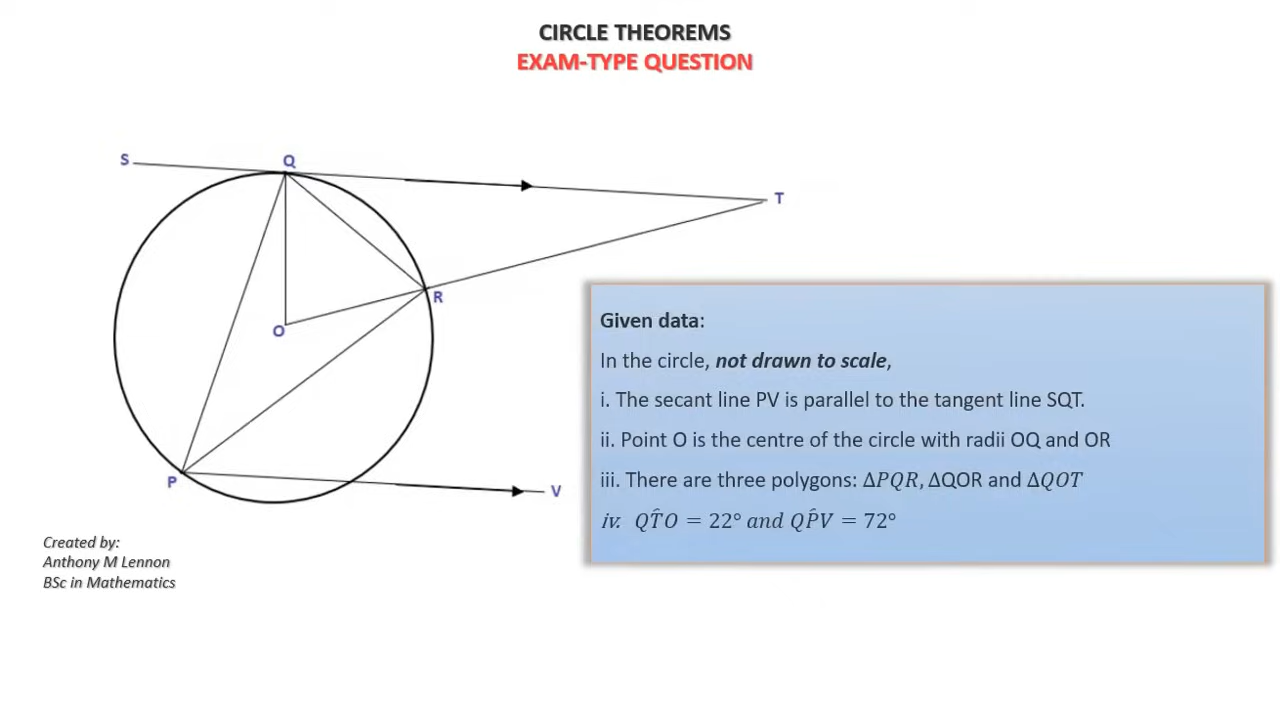 CIRCLE THEOREMS
EXAM-TYPE QUESTION
S
Q
T
R
O
P
V
Given data:
In the circle, not drawn to scale,
i. The secant line PV is parallel to the tangent line SQT.
ii. Point O is the centre of the circle with radii OQ and OR
iii. There are three polygons: ΔPQR, ΔQOR and ΔQOT
iv. QT̂O = 22° and QP̂V = 72°
Created by:
Anthony M Lennon
BSc in Mathematics